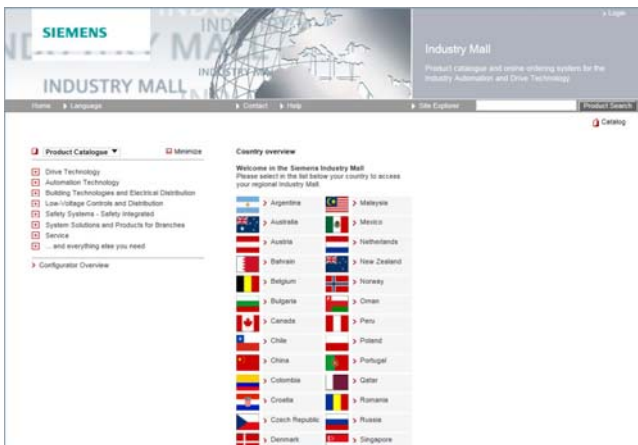 > Login
SIEMENS
INDUSTRY MALL
Industry Mall
Product catalogue and online ordering system for the
Industry Automation and Drive Technology.
Home > Language > Contact > Help > Site Explorer Product Search
Catalog
Product Catalogue Minimize
Drive Technology
Automation Technology
Building Technologies and Electrical Distribution
Low-Voltage Controls and Distribution
Safety Systems - Safety Integrated
System Solutions and Products for Branches
Service
... and everything else you need
> Configurator Overview
Country overview
Welcome in the Siemens Industry Mall
Please select in the list below your country to access
your regional Industry Mall.
> Argentina > Malaysia
> Australia > Mexico
> Austria > Netherlands
> Bahrain > New Zealand
> Belgium > Norway
> Bulgaria > Oman
> Canada > Peru
> Chile > Poland
> China > Portugal
> Colombia > Qatar
> Croatia > Romania
> Czech Republic > Russia
> Denmark > Singapore